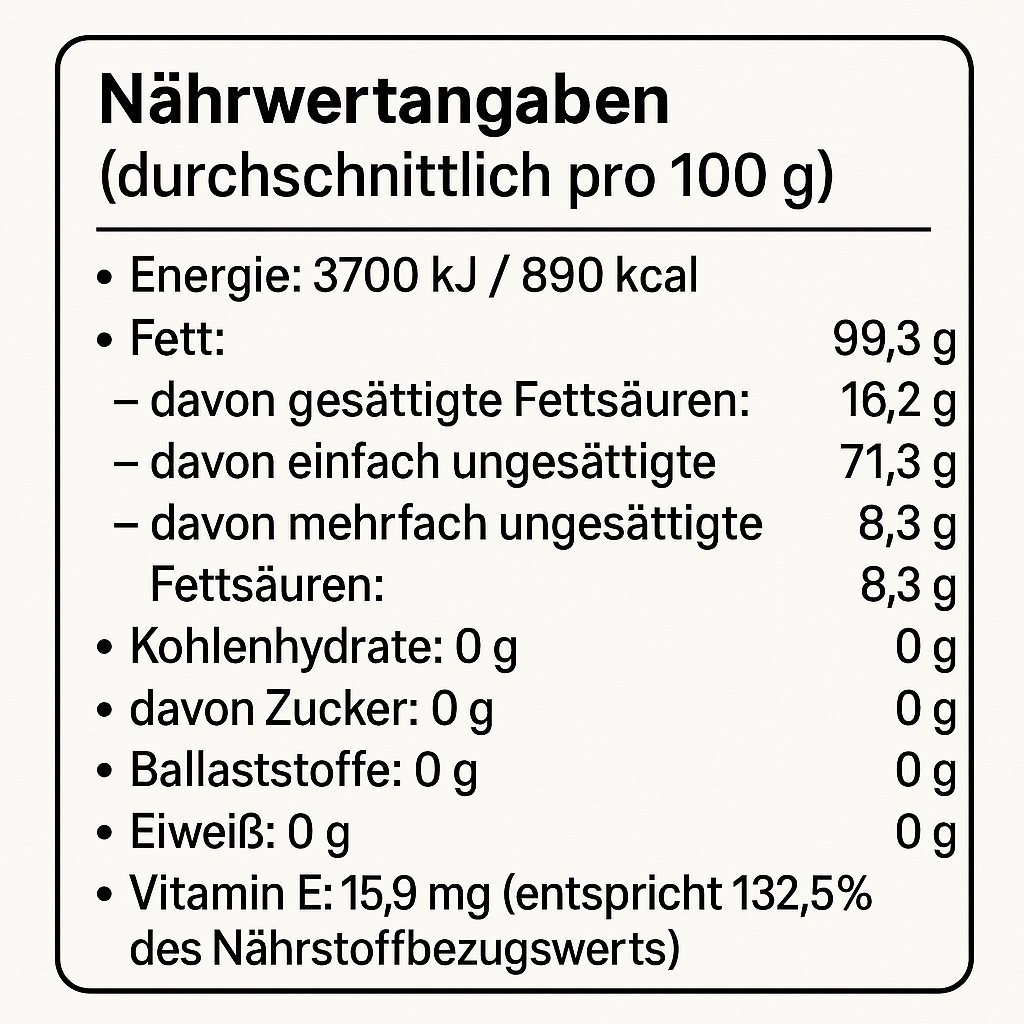 Nährwertangaben
(durchschnittlich pro 100 g)
• Energie: 3700 kJ / 890 kcal
• Fett: 99,3 g
– davon gesättigte Fettsäuren: 16,2 g
– davon einfach ungesättigte 71,3 g
– davon mehrfach ungesättigte 8,3 g
Fettsäuren: 8,3 g
• Kohlenhydrate: 0 g 0 g
• davon Zucker: 0 g 0 g
• Ballaststoffe: 0 g 0 g
• Eiweiß: 0 g 0 g
• Vitamin E: 15,9 mg (entspricht 132,5%
des Nährstoffbezugswerts)